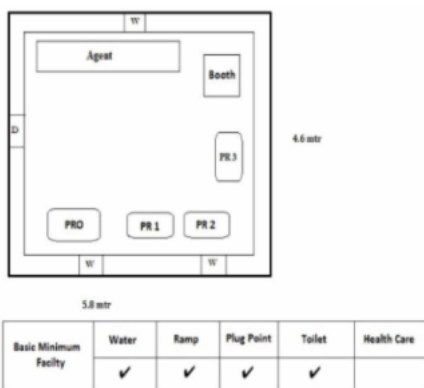 W
Agent
Booth
D
PR 3
4.6 mtr
PRO
PR 1
PR 2
W
W
5.8 mtr
Basic Minimum Facilty
Water
Ramp
Plug Point
Toilet
Health Care
✔ ✔ ✔ ✔